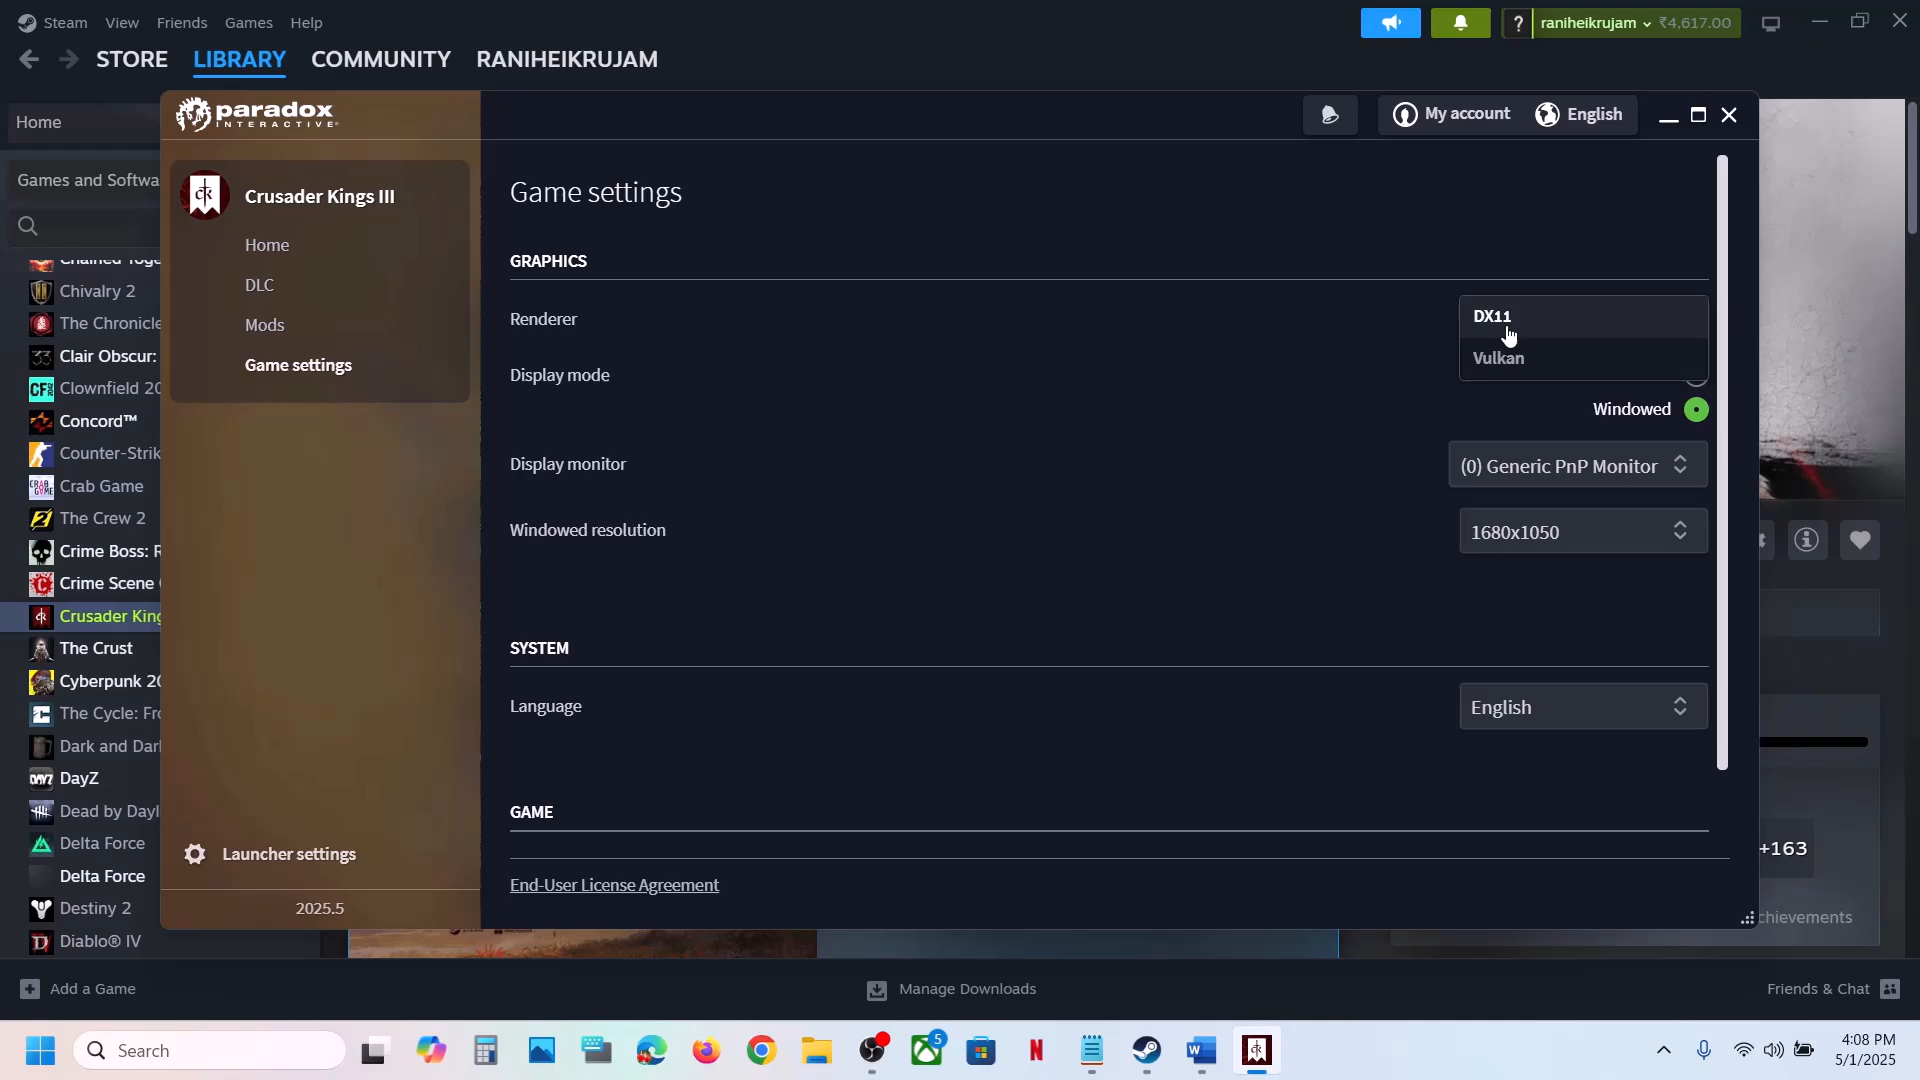 Steam View Friends Games Help
? raniheikrujam ₹4,617.00
STORE LIBRARY COMMUNITY RANIHEIKRUJAM
paradox
INTERACTIVE
My account English
Home
Games and Softwa
Crusader Kings III
Home
DLC
Mods
Game settings
Launcher settings
2025.5
Game settings
GRAPHICS
Renderer
DX11
Vulkan
Display mode
Windowed
Display monitor
(0) Generic PnP Monitor
Windowed resolution
1680x1050
SYSTEM
Language
English
GAME
End-User License Agreement
Chained Toge
Chivalry 2
The Chronicle
Clair Obscur:
Clownfield 20
Concord™
Counter-Strik
Crab Game
The Crew 2
Crime Boss: R
Crime Scene
Crusader King
The Crust
Cyberpunk 20
The Cycle: Fro
Dark and Dar
DayZ
Dead by Dayl
Delta Force
Delta Force
Destiny 2
Diablo® IV
+163
chievements
Add a Game
Manage Downloads
Friends & Chat
Search
5
4:08 PM
5/1/2025